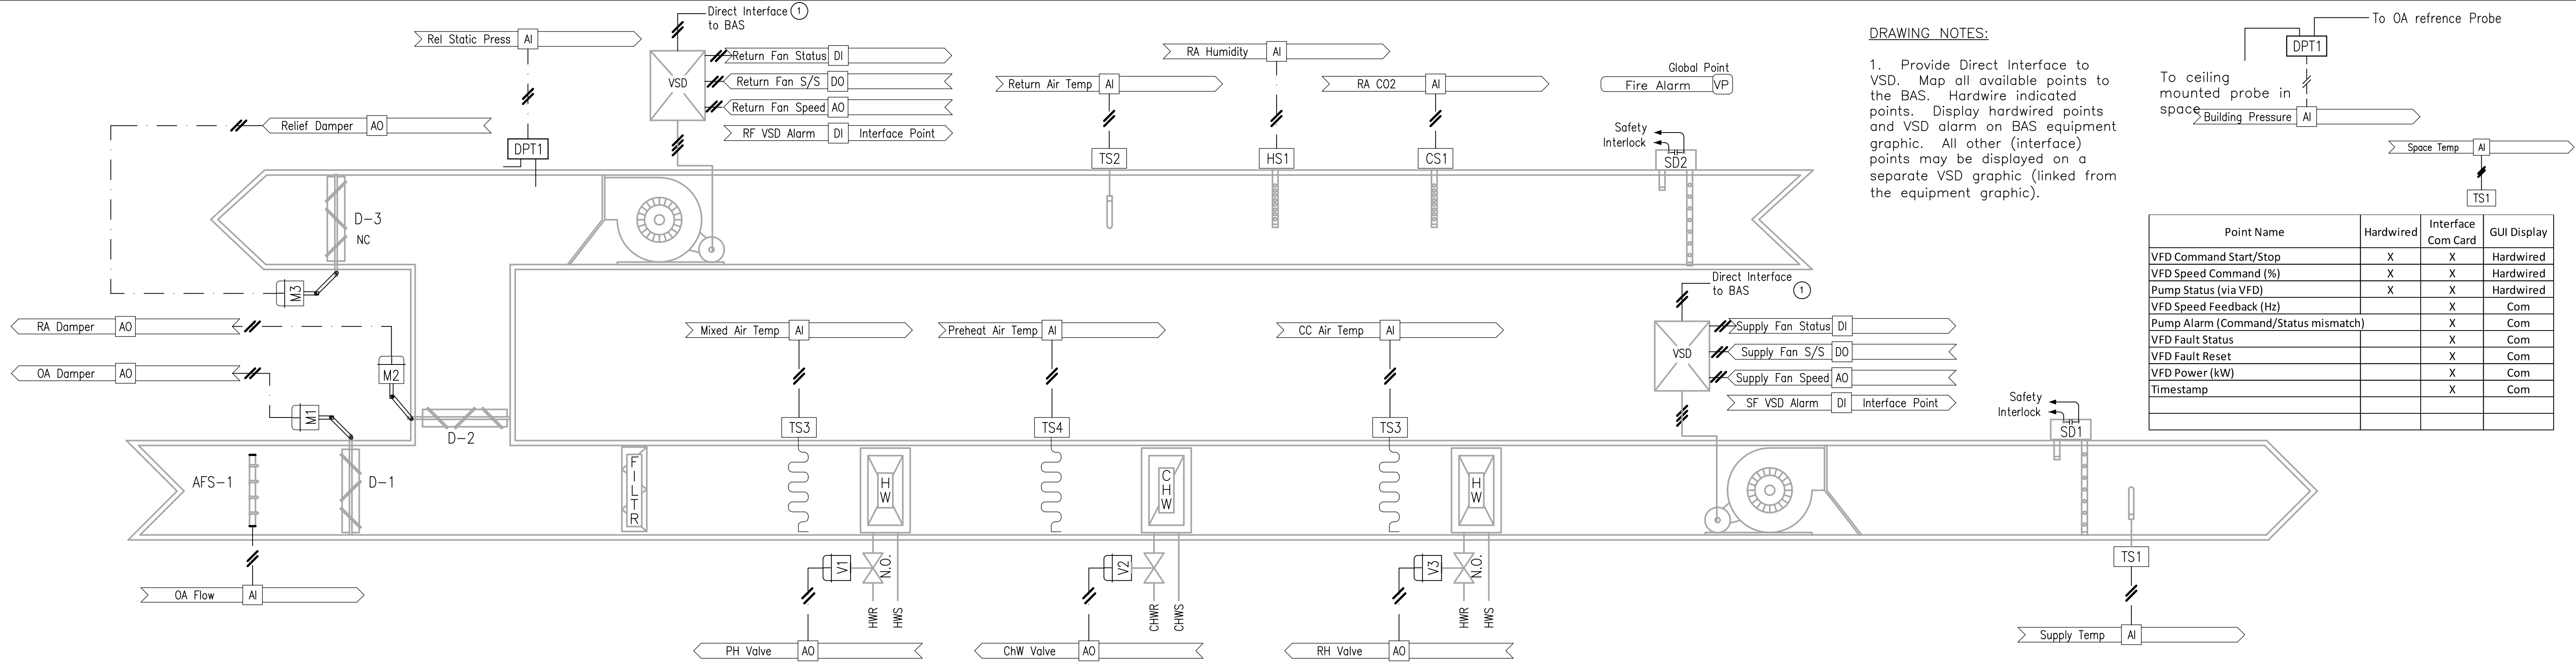 Direct Interface 1
to BAS
Rel Static Press AI
Return Fan Status DI
VSD
Return Fan S/S DO
Return Fan Speed AO
RF VSD Alarm DI Interface Point
Relief Damper AO
DPT1
RA Humidity AI
Return Air Temp AI
RA CO2 AI
Global Point
Fire Alarm VP
TS2
HS1
CS1
Safety
Interlock
SD2
DRAWING NOTES:
1. Provide Direct Interface to
VSD. Map all available points to
the BAS. Hardwire indicated
points. Display hardwired points
and VSD alarm on BAS equipment
graphic. All other (interface)
points may be displayed on a
separate VSD graphic (linked from
the equipment graphic).
To OA refrence Probe
DPT1
To ceiling
mounted probe in
space
Building Pressure AI
Space Temp AI
TS1
Point Name Hardwired Interface Com Card GUI Display
VFD Command Start/Stop X X Hardwired
VFD Speed Command (%) X X Hardwired
Pump Status (via VFD) X X Hardwired
VFD Speed Feedback (Hz) X Com
Pump Alarm (Command/Status mismatch) X Com
VFD Fault Status X Com
VFD Fault Reset X Com
VFD Power (kW) X Com
Timestamp X Com
D-3
NC
M3
RA Damper AO
OA Damper AO
M2
M1
D-2
Mixed Air Temp AI
Preheat Air Temp AI
CC Air Temp AI
Direct Interface
to BAS 1
Supply Fan Status DI
VSD
Supply Fan S/S DO
Supply Fan Speed AO
SF VSD Alarm DI Interface Point
TS3
TS4
TS3
Safety
Interlock
SD1
AFS-1
D-1
FILTR
HW
CHW
HW
V1
N.O.
V2
V3
N.O.
TS1
OA Flow AI
HWR
HWS
CHWR
CHWS
HWR
HWS
PH Valve AO
ChW Valve AO
RH Valve AO
Supply Temp AI